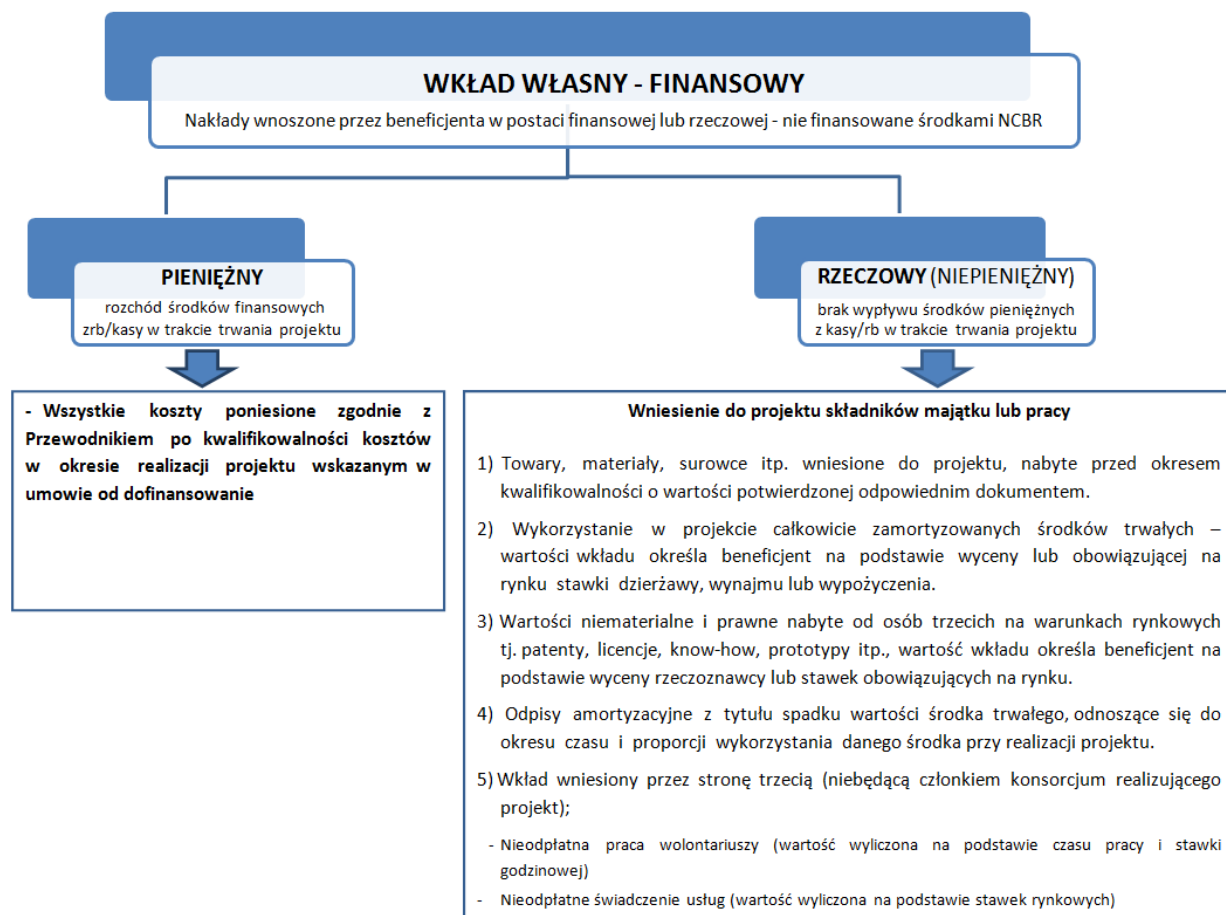 WKŁAD WŁASNY - FINANSOWY
Nakłady wnoszone przez beneficjenta w postaci finansowej lub rzeczowej - nie finansowane środkami NCBR
PIENIĘŻNY
rozchód środków finansowych
zrb/kasy w trakcie trwania projektu
- Wszystkie koszty poniesione zgodnie z
Przewodnikiem po kwalifikowalności kosztów
w okresie realizacji projektu wskazanym w
umowie od dofinansowanie
RZECZOWY (NIEPIENIĘŻNY)
brak wypływu środków pieniężnych
z kasy/rb w trakcie trwania projektu
Wniesienie do projektu składników majątku lub pracy
1) Towary, materiały, surowce itp. wniesione do projektu, nabyte przed okresem
kwalifikowalności o wartości potwierdzonej odpowiednim dokumentem.
2) Wykorzystanie w projekcie całkowicie zamortyzowanych środków trwałych –
wartości wkładu określa beneficjent na podstawie wyceny lub obowiązującej na
rynku stawki dzierżawy, wynajmu lub wypożyczenia.
3) Wartości niematerialne i prawne nabyte od osób trzecich na warunkach rynkowych
tj. patenty, licencje, know-how, prototypy itp., wartość wkładu określa beneficjent na
podstawie wyceny rzeczoznawcy lub stawek obowiązujących na rynku.
4) Odpisy amortyzacyjne z tytułu spadku wartości środka trwałego, odnoszące się do
okresu czasu i proporcji wykorzystania danego środka przy realizacji projektu.
5) Wkład wniesiony przez stronę trzecią (niebędącą członkiem konsorcjum realizującego
projekt);
- Nieodpłatna praca wolontariuszy (wartość wyliczona na podstawie czasu pracy i stawki
godzinowej)
- Nieodpłatne świadczenie usług (wartość wyliczona na podstawie stawek rynkowych)